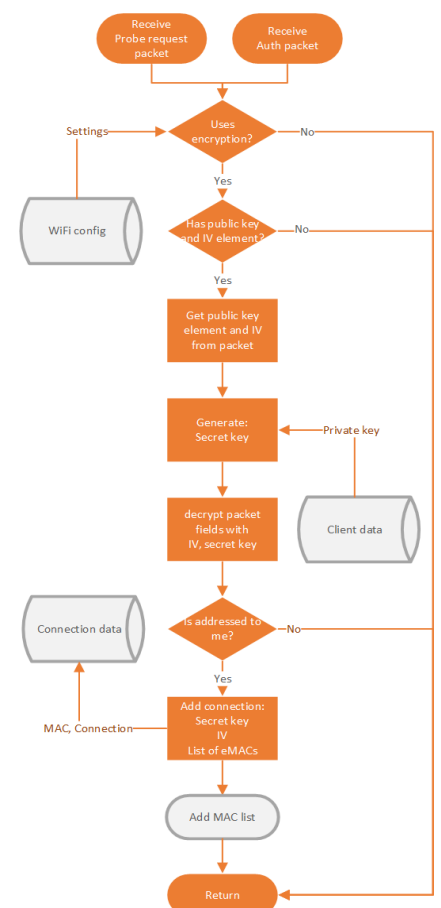 Receive
Probe request
packet
Receive
Auth packet
Uses
encryption?
Settings
No
Yes
WiFi config
Has public key
and IV element?
No
Yes
Get public key
element and IV
from packet
Generate:
Secret key
Private key
decrypt packet
fields with
IV, secret key
Client data
Connection data
Is addressed to
me?
No
Yes
Add connection:
Secret key
IV
List of eMACs
MAC, Connection
Add MAC list
Return